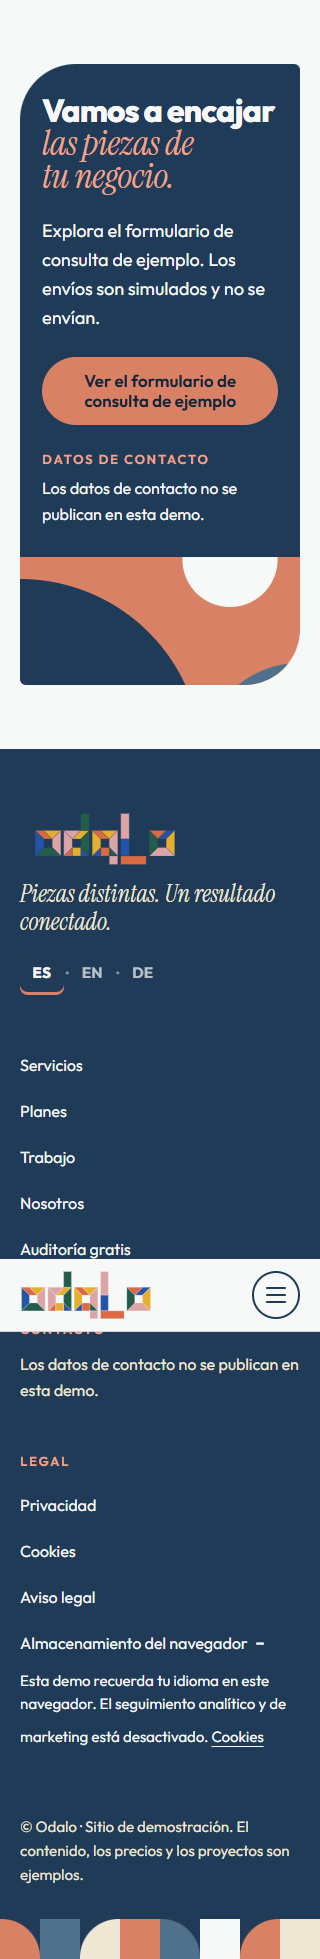 Vamos a encajar
las piezas de
tu negocio.
Explora el formulario de
consulta de ejemplo. Los
envíos son simulados y no se
envían.
Ver el formulario de
consulta de ejemplo
DATOS DE CONTACTO
Los datos de contacto no se
publican en esta demo.
odalo
Piezas distintas. Un resultado
conectado.
ES · EN · DE
Servicios
Planes
Trabajo
Nosotros
Auditoría gratis
odalo
Los datos de contacto no se publican en
esta demo.
LEGAL
Privacidad
Cookies
Aviso legal
Almacenamiento del navegador –
Esta demo recuerda tu idioma en este
navegador. El seguimiento analítico y de
marketing está desactivado. Cookies
© Odalo · Sitio de demostración. El
contenido, los precios y los proyectos son
ejemplos.